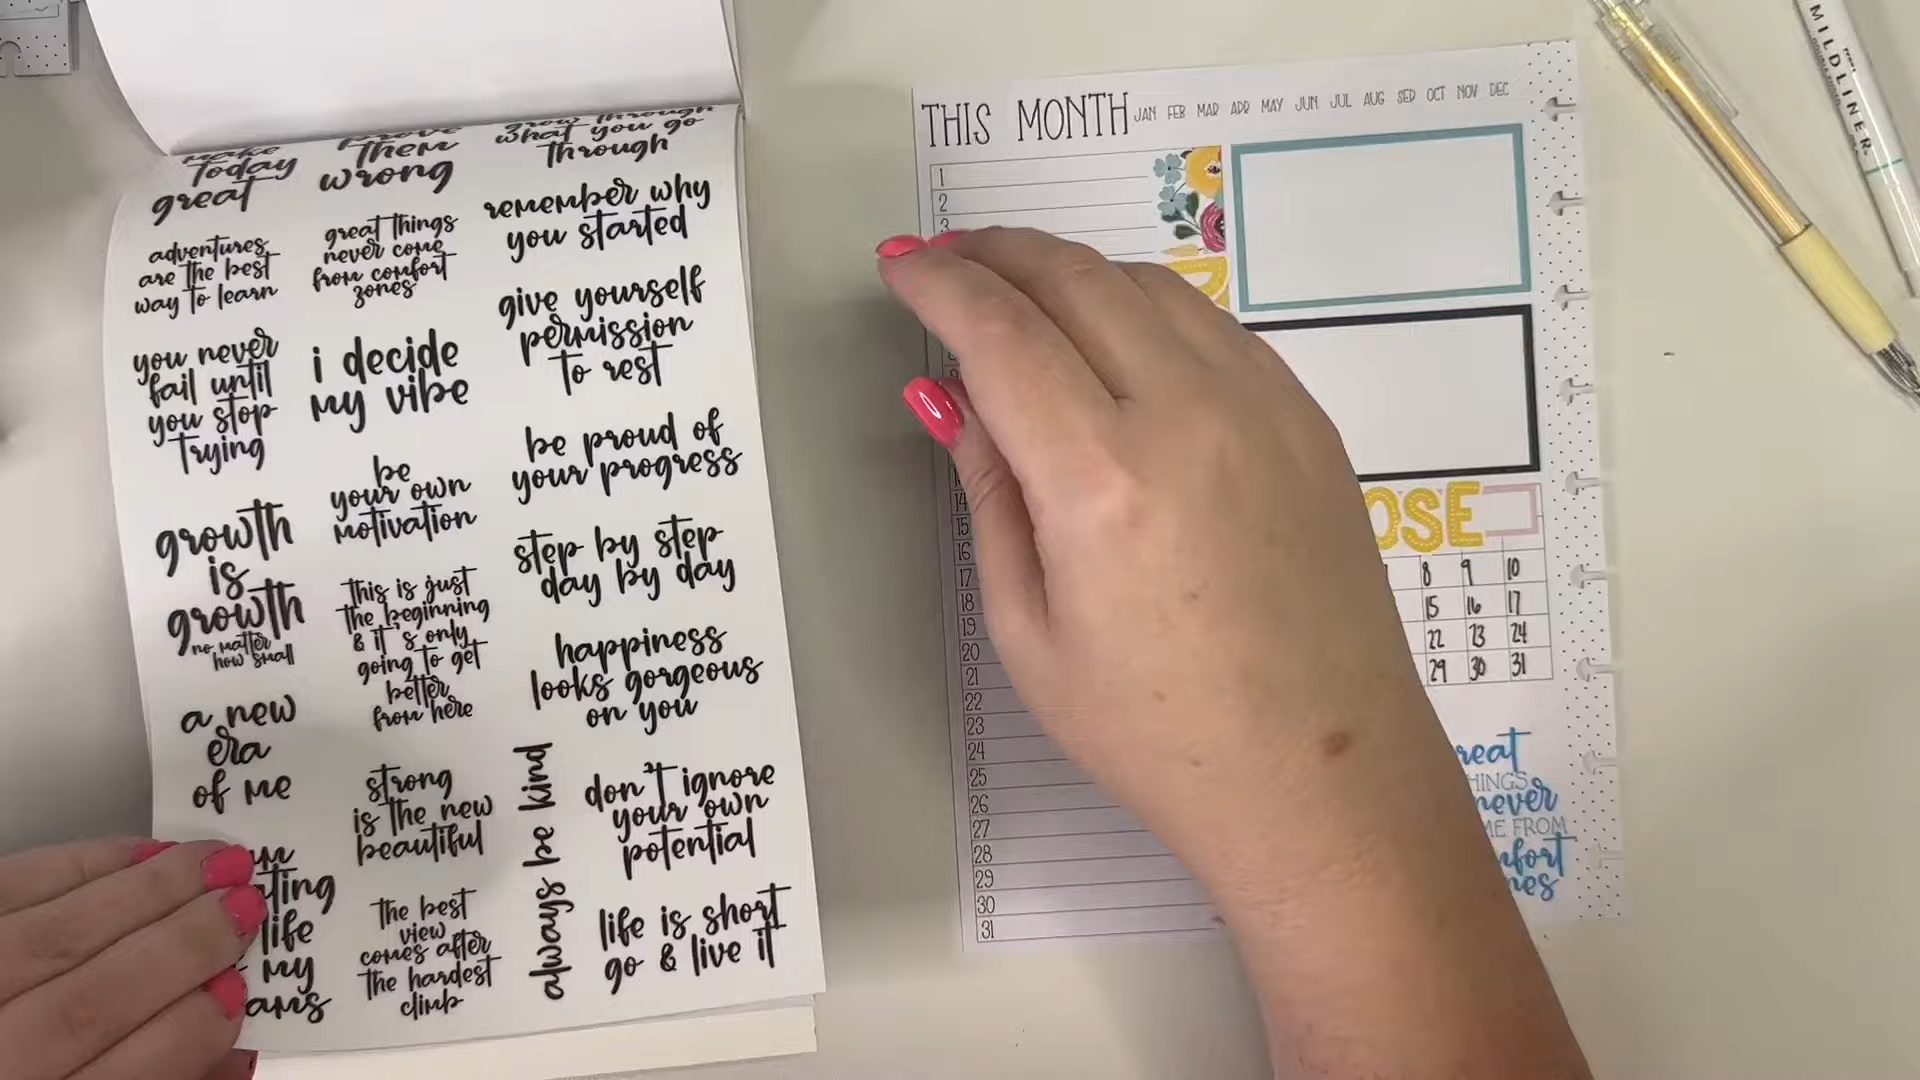 make
today
great
adventures
are the best
way to learn
you never
fail until
you stop
trying
growth
is
growth
no matter
how small
a new
era
of me
life
my
prove
them
wrong
great things
never come
from comfort
zones
i decide
my vibe
be
your own
motivation
this is just
the beginning
& it's only
going to get
better
from here
strong
is the new
beautiful
the best
view
comes after
the hardest
climb
grow through
what you go
through
remember why
you started
give yourself
permission
to rest
be proud of
your progress
step by step
day by day
happiness
looks gorgeous
on you
always be kind
don't ignore
your own
potential
life is short
go & live it
THIS MONTH JAN FEB MAR APR MAY JUN JUL AUG SEP OCT NOV DEC
1
2
3
14
15
16
17
18
19
20
21
22
23
24
25
26
27
28
29
30
31
OSE
8 9 10
15 16 17
22 23 24
29 30 31
never
FROM
MILDLINER